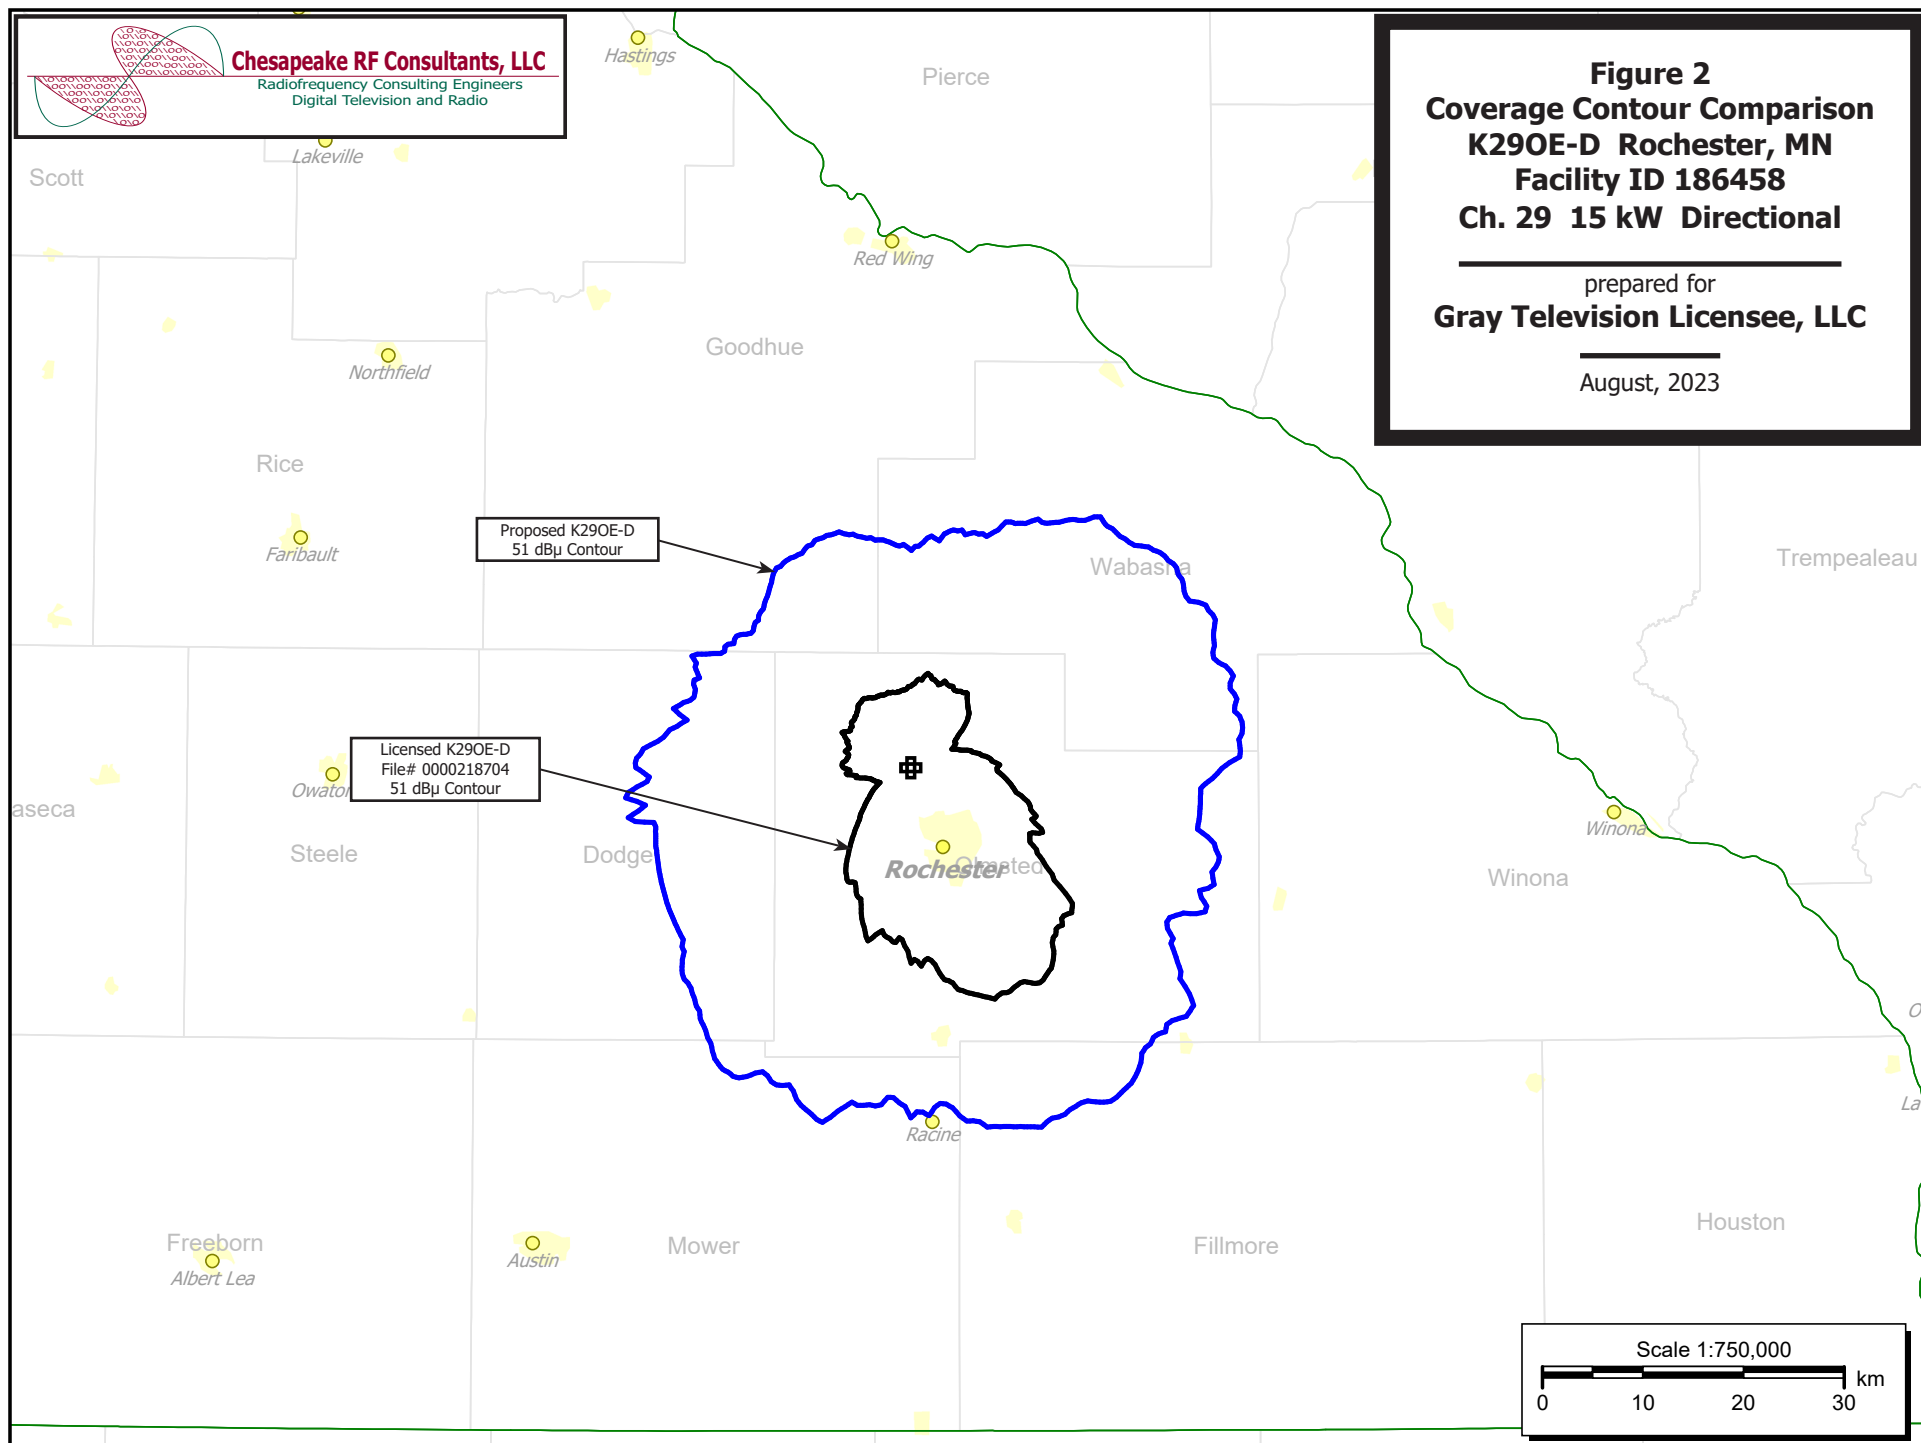 Chesapeake RF Consultants, LLC
Radiofrequency Consulting Engineers
Digital Television and Radio
Figure 2
Coverage Contour Comparison
K29OE-D Rochester, MN
Facility ID 186458
Ch. 29 15 kW Directional
prepared for
Gray Television Licensee, LLC
August, 2023
Hastings
Pierce
Lakeville
Scott
Red Wing
Goodhue
Northfield
Rice
Faribault
Proposed K29OE-D
51 dBµ Contour
Wabasha
Trempealeau
Licensed K29OE-D
File# 0000218704
51 dBµ Contour
Owaton
aseca
Steele
Dodge
Rochester
Olmsted
Winona
Winona
Racine
La
Freeborn
Albert Lea
Austin
Mower
Fillmore
Houston
Scale 1:750,000
km
0 10 20 30